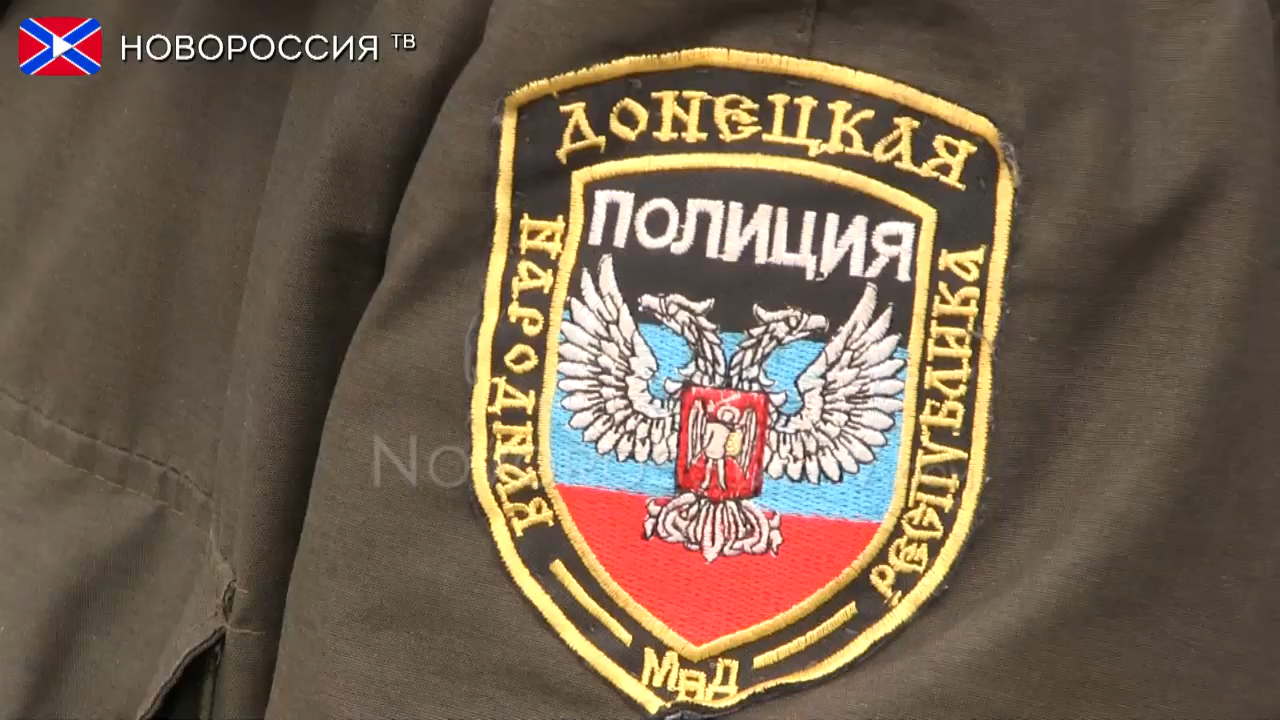 НОВОРОССИЯ ТВ
ДОНЕЦКАЯ
ПОЛИЦИЯ
НАРОДНАЯ
РЕСПУБЛИКА
МВД